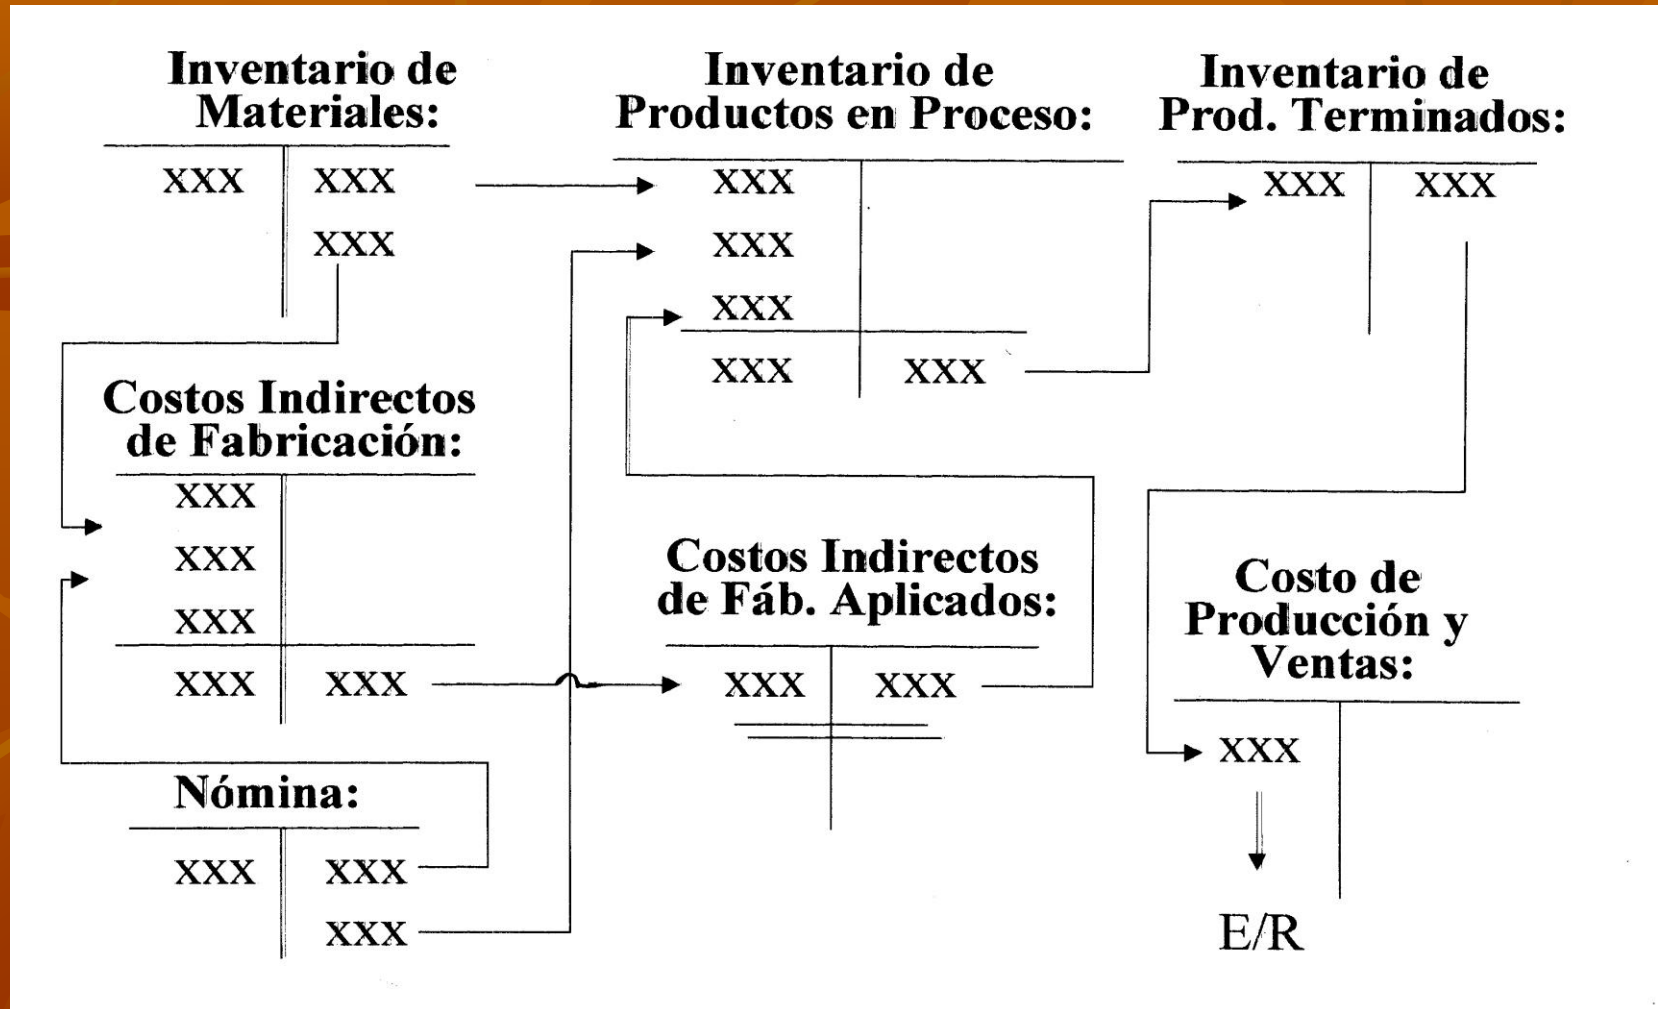 Inventario de
Materiales:
XXX XXX
XXX
Inventario de
Productos en Proceso:
XXX
XXX
XXX
XXX XXX
Inventario de
Prod. Terminados:
XXX XXX
Costos Indirectos
de Fabricación:
XXX
XXX
XXX
XXX XXX
Costos Indirectos
de Fáb. Aplicados:
XXX XXX
Costo de
Producción y
Ventas:
XXX
E/R
Nómina:
XXX XXX
XXX